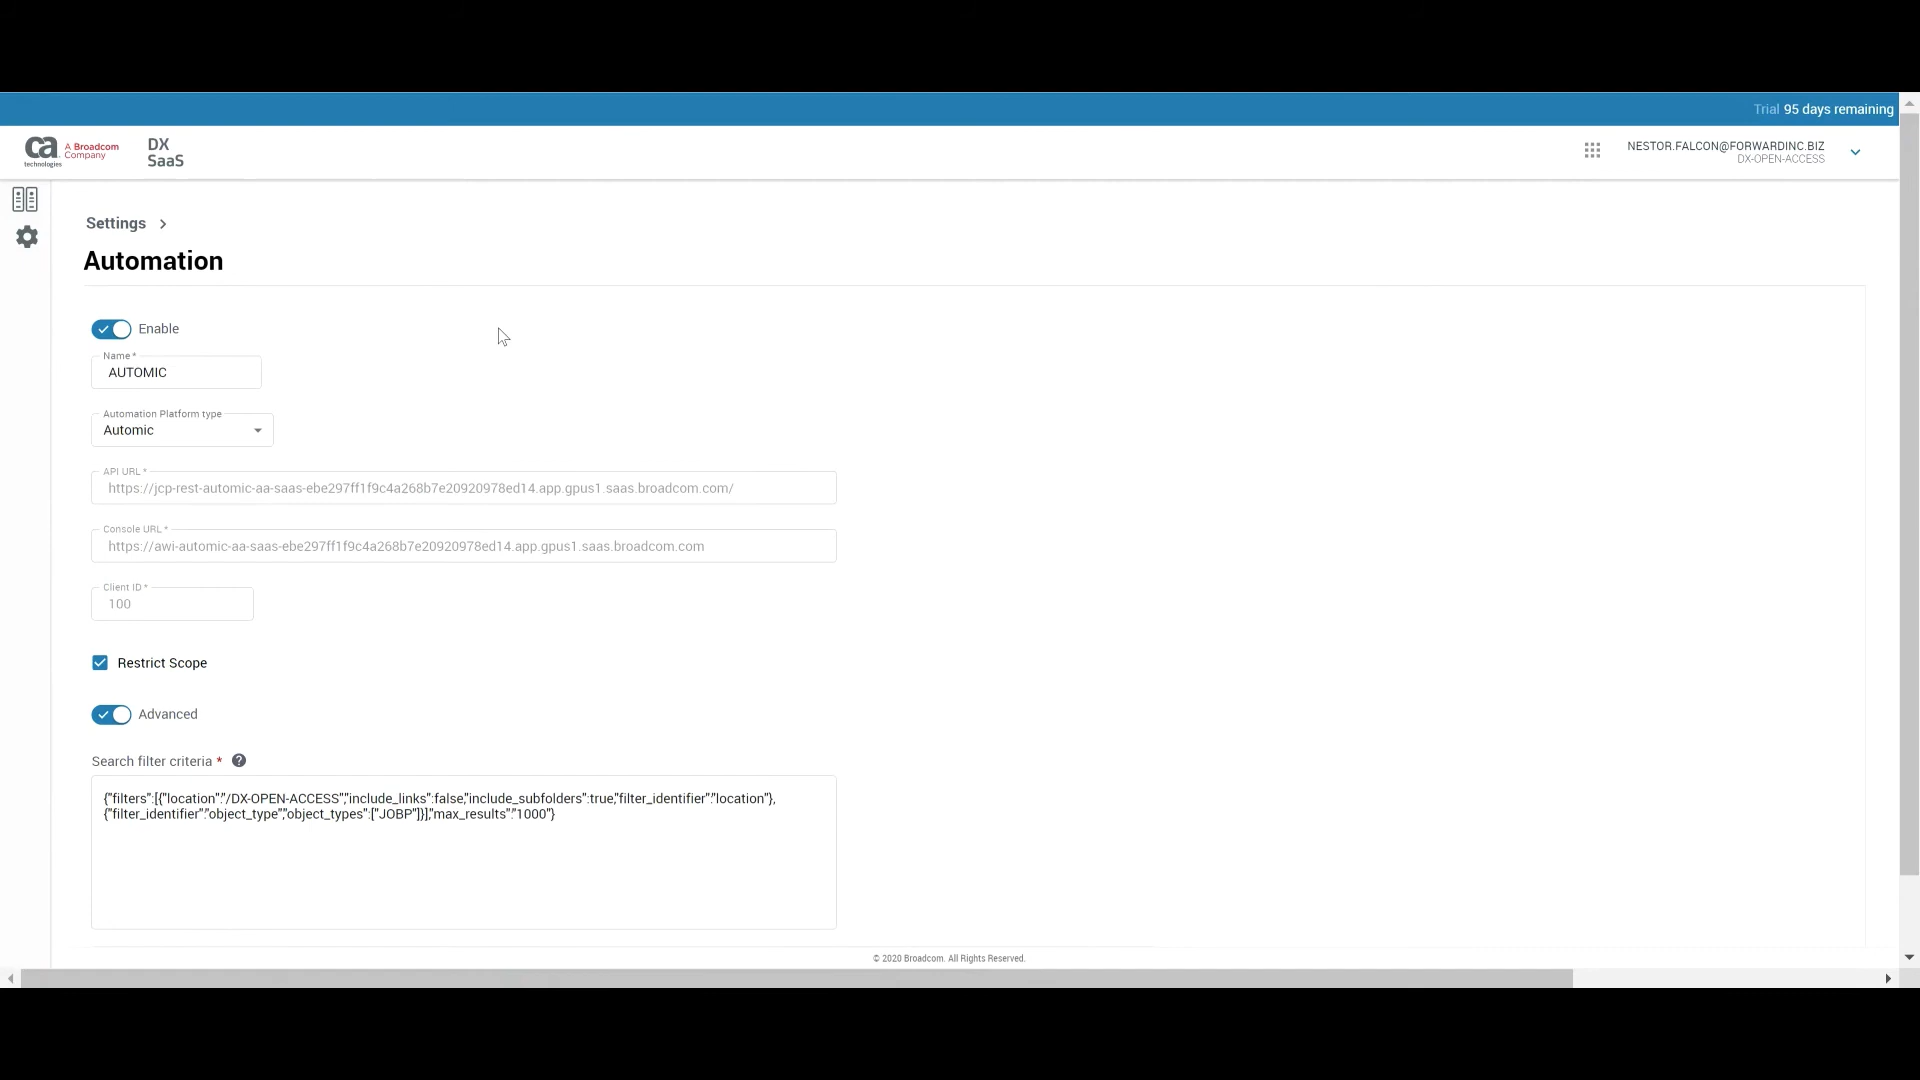 Trial 95 days remaining
ca technologies
A Broadcom Company
DX SaaS
NESTOR.FALCON@FORWARDINC.BIZ
DX-OPEN-ACCESS
Settings >
Automation
Enable
Name *
AUTOMIC
Automation Platform type
Automic
API URL *
https://jcp-rest-automic-aa-saas-ebe297ff1f9c4a268b7e20920978ed14.app.gpus1.saas.broadcom.com/
Console URL *
https://awi-automic-aa-saas-ebe297ff1f9c4a268b7e20920978ed14.app.gpus1.saas.broadcom.com
Client ID *
100
Restrict Scope
Advanced
Search filter criteria * ?
{"filters":[{"location":"/DX-OPEN-ACCESS","include_links":false,"include_subfolders":true,"filter_identifier":"location"},
{"filter_identifier":"object_type","object_types":["JOBP"]}],"max_results":"1000"}
© 2020 Broadcom. All Rights Reserved.